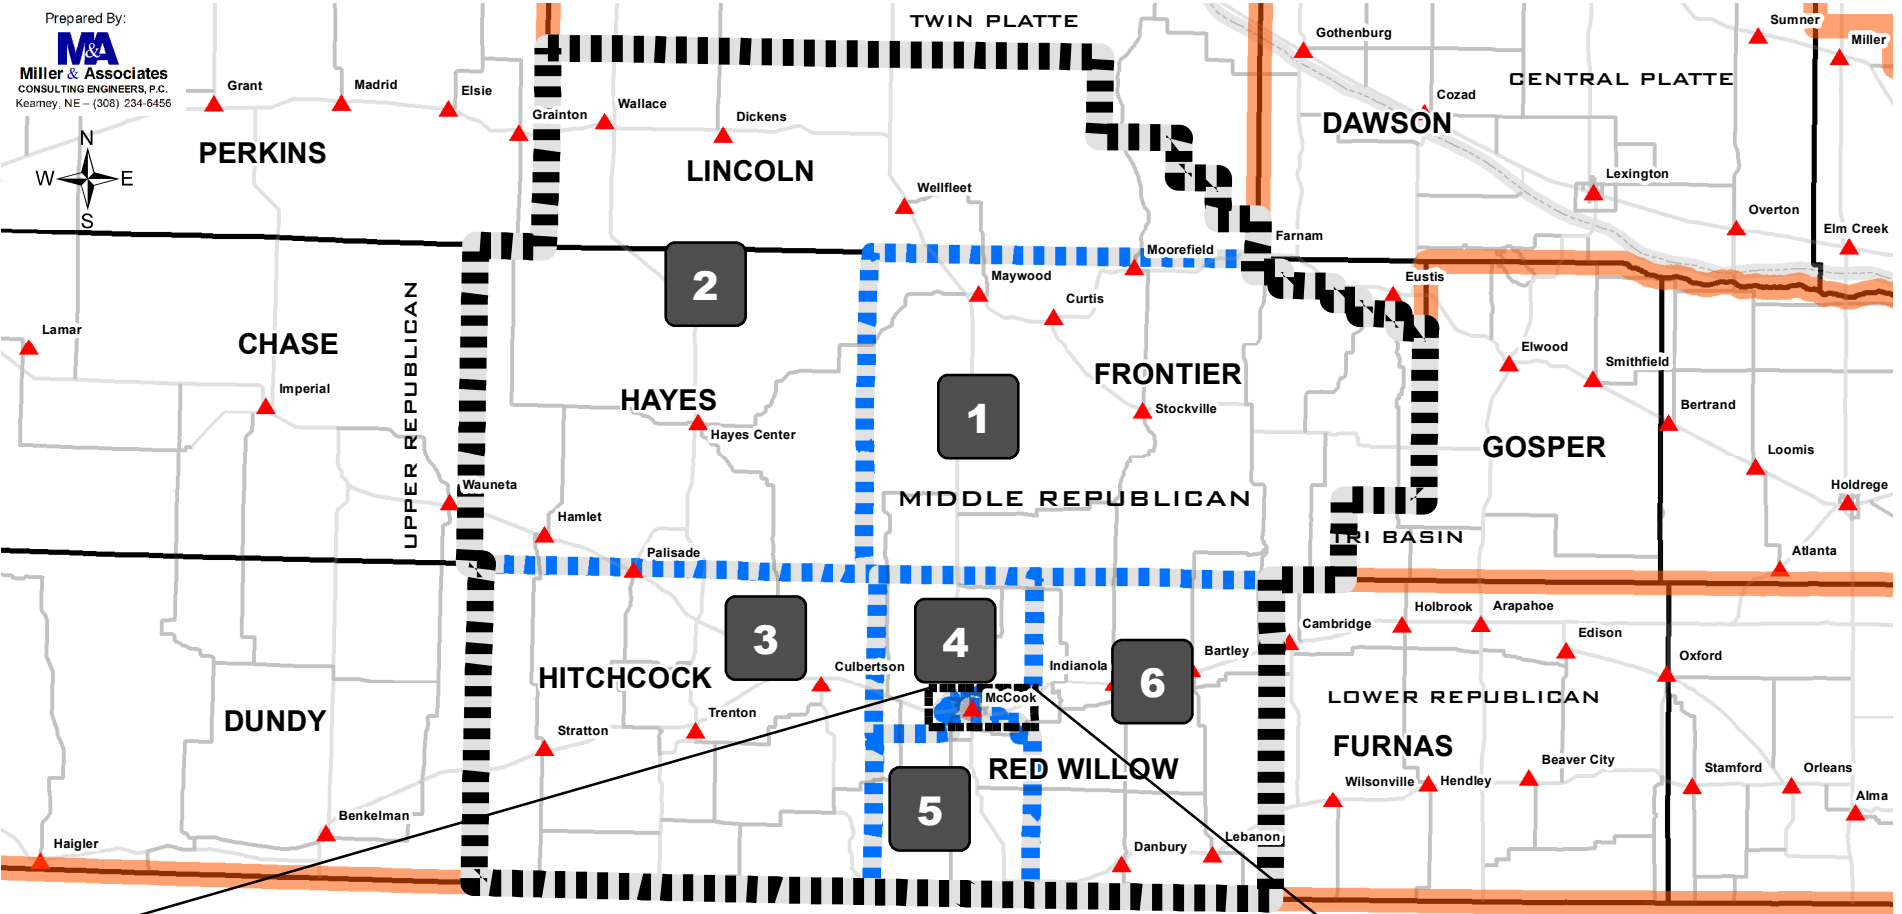 Prepared By:
M&A
Miller & Associates
CONSULTING ENGINEERS, P.C.
Kearney, NE – (308) 234-6456
N
W E
S
TWIN PLATTE
CENTRAL PLATTE
UPPER REPUBLICAN
MIDDLE REPUBLICAN
TRI BASIN
LOWER REPUBLICAN
PERKINS
LINCOLN
DAWSON
CHASE
HAYES
FRONTIER
GOSPER
DUNDY
HITCHCOCK
RED WILLOW
FURNAS
Grant
Madrid
Elsie
Grainton
Wallace
Dickens
Wellfleet
Gothenburg
Cozad
Sumner
Miller
Lexington
Overton
Elm Creek
Farnam
Moorefield
Maywood
Curtis
Eustis
Lamar
Imperial
Wauneta
Hamlet
Hayes Center
Stockville
Elwood
Smithfield
Bertrand
Loomis
Holdrege
Atlanta
Palisade
Culbertson
Trenton
Stratton
Benkelman
Haigler
McCook
Indianola
Bartley
Cambridge
Holbrook
Arapahoe
Edison
Oxford
Danbury
Lebanon
Wilsonville
Hendley
Beaver City
Stamford
Orleans
Alma
2
1
3
4
6
5